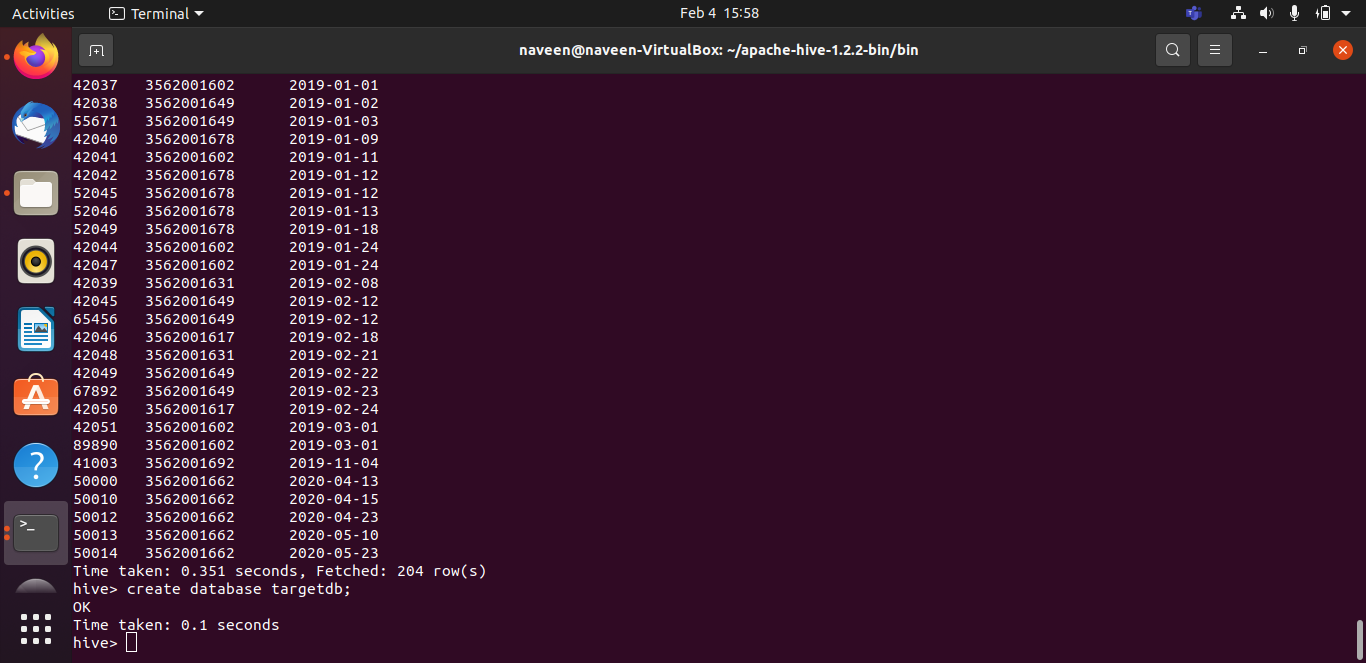 Activities Terminal Feb 4 15:58
naveen@naveen-VirtualBox: ~/apache-hive-1.2.2-bin/bin
42037 3562001602 2019-01-01
42038 3562001649 2019-01-02
55671 3562001649 2019-01-03
42040 3562001678 2019-01-09
42041 3562001602 2019-01-11
42042 3562001678 2019-01-12
52045 3562001678 2019-01-12
52046 3562001678 2019-01-13
52049 3562001678 2019-01-18
42044 3562001602 2019-01-24
42047 3562001602 2019-01-24
42039 3562001631 2019-02-08
42045 3562001649 2019-02-12
65456 3562001649 2019-02-12
42046 3562001617 2019-02-18
42048 3562001631 2019-02-21
42049 3562001649 2019-02-22
67892 3562001649 2019-02-23
42050 3562001617 2019-02-24
42051 3562001602 2019-03-01
89890 3562001602 2019-03-01
41003 3562001692 2019-11-04
50000 3562001662 2020-04-13
50010 3562001662 2020-04-15
50012 3562001662 2020-04-23
50013 3562001662 2020-05-10
50014 3562001662 2020-05-23
Time taken: 0.351 seconds, Fetched: 204 row(s)
hive> create database targetdb;
OK
Time taken: 0.1 seconds
hive>